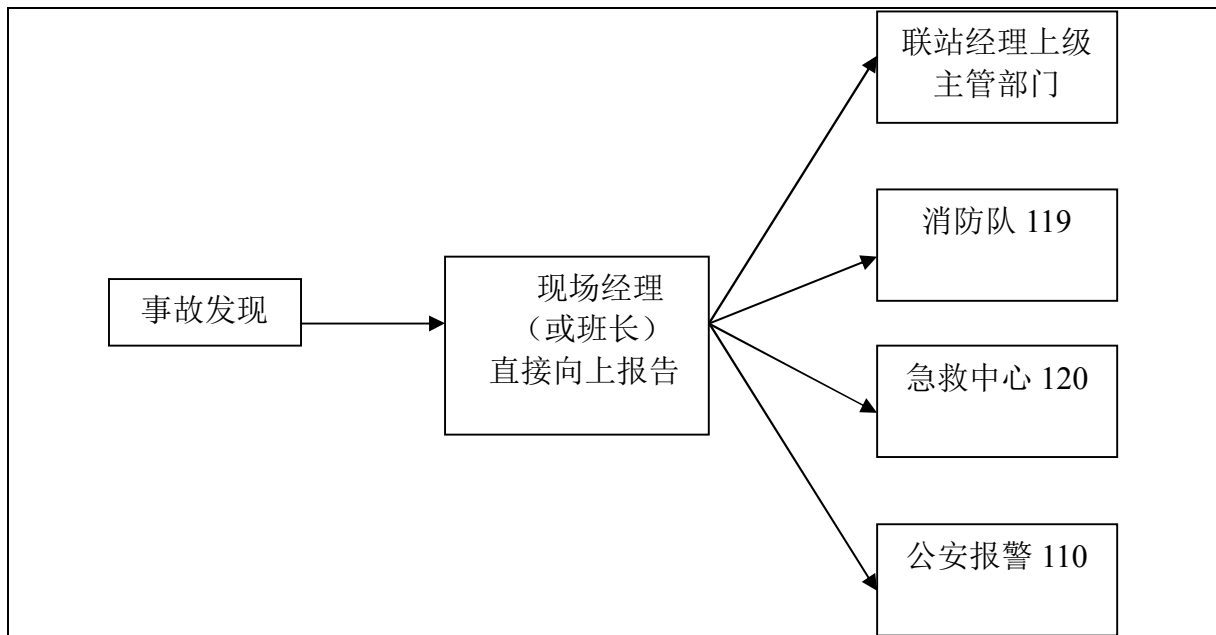 事故发现
现场经理
（或班长）
直接向上报告
联站经理上级
主管部门
消防队 119
急救中心 120
公安报警 110